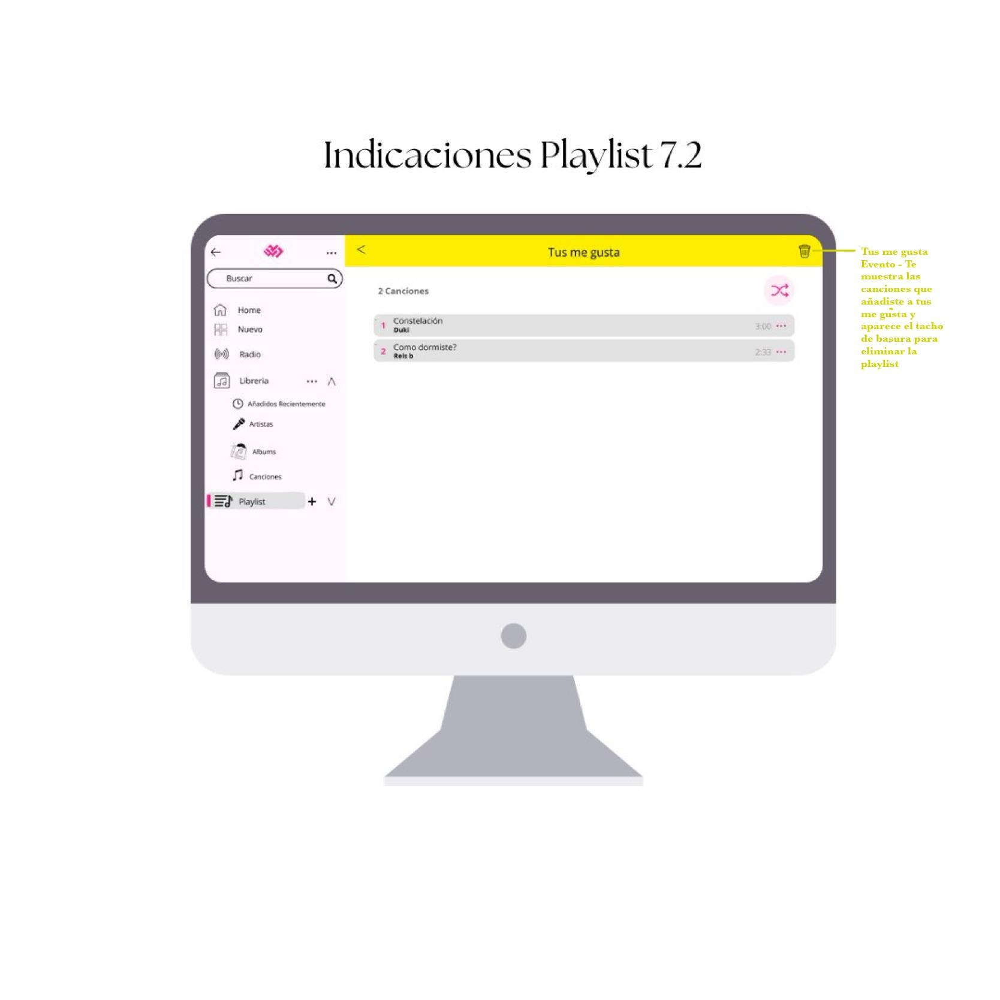 Indicaciones Playlist 7.2
Tus me gusta
Buscar
Home
Nuevo
Radio
Libreria
Añadidos Recientemente
Artistas
Albums
Canciones
Playlist
2 Canciones
1 Constelación 3:00
Duki
2 Como dormiste? 2:33
Rels b
Tus me gusta
Evento - Te
muestra las
canciones que
añadiste a tus
me gusta y
aparece el tacho
de basura para
eliminar la
playlist